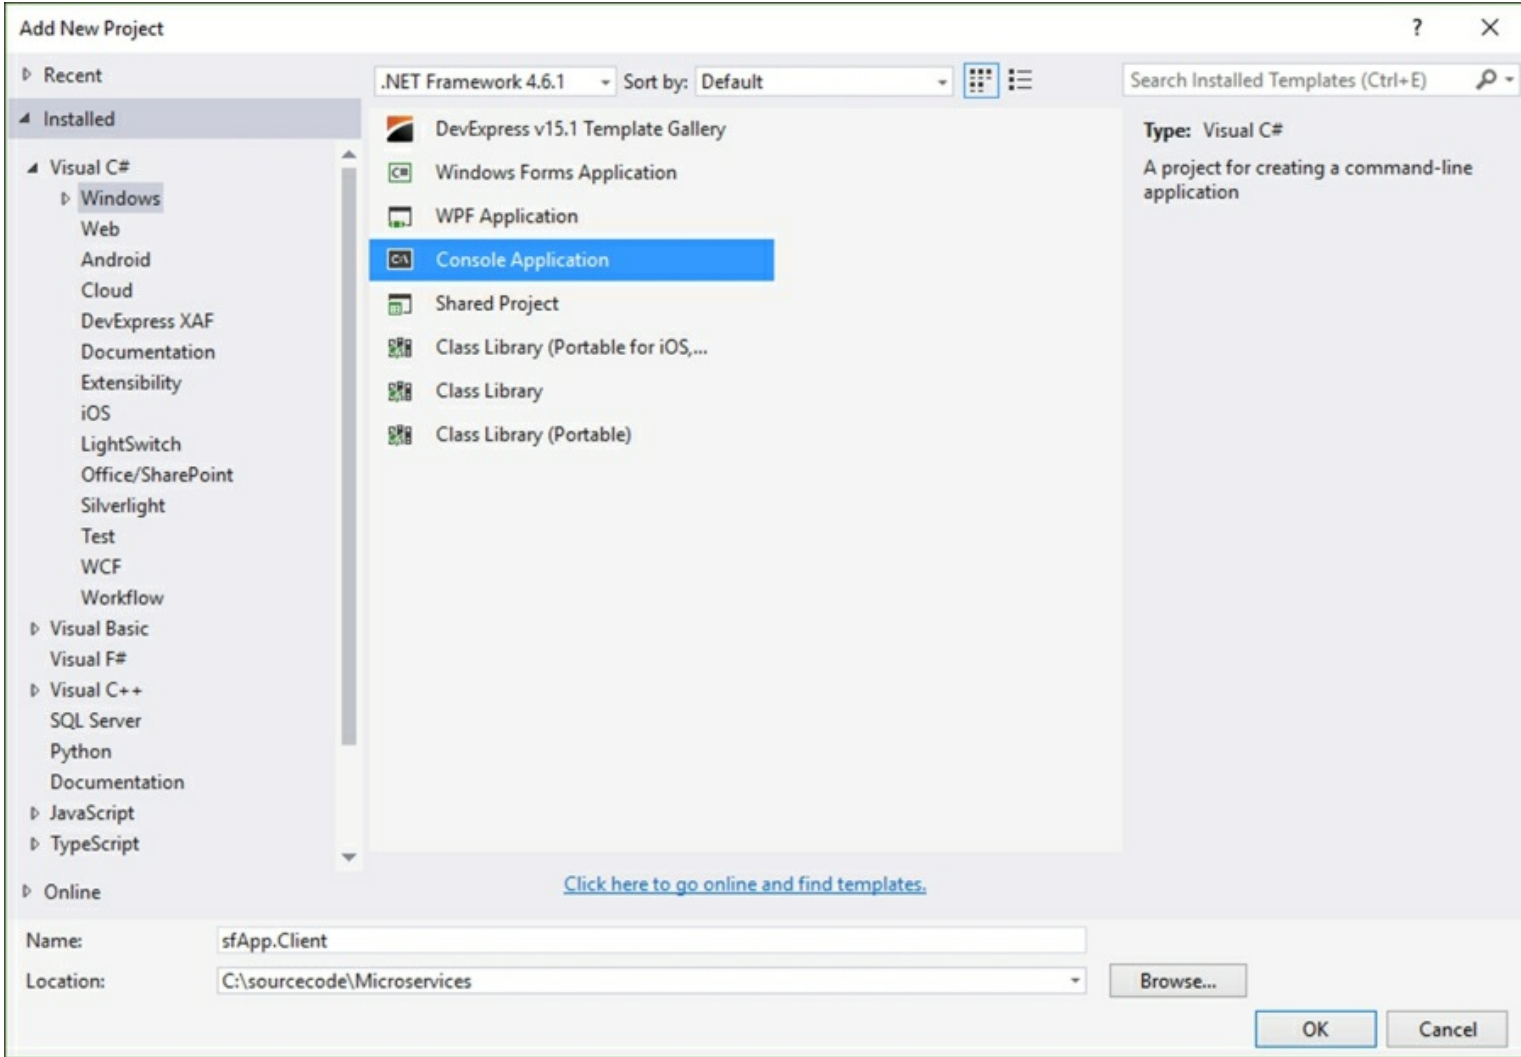 Add New Project
?
Recent
.NET Framework 4.6.1
Sort by: Default
Search Installed Templates (Ctrl+E)
Installed
Visual C#
Windows
Web
Android
Cloud
DevExpress XAF
Documentation
Extensibility
iOS
LightSwitch
Office/SharePoint
Silverlight
Test
WCF
Workflow
Visual Basic
Visual F#
Visual C++
SQL Server
Python
Documentation
JavaScript
TypeScript
Online
DevExpress v15.1 Template Gallery
C# Windows Forms Application
WPF Application
C:\ Console Application
Shared Project
Class Library (Portable for iOS,...
Class Library
Class Library (Portable)
Click here to go online and find templates.
Type: Visual C#
A project for creating a command-line
application
Name: sfApp.Client
Location: C:\sourcecode\Microservices
Browse...
OK
Cancel